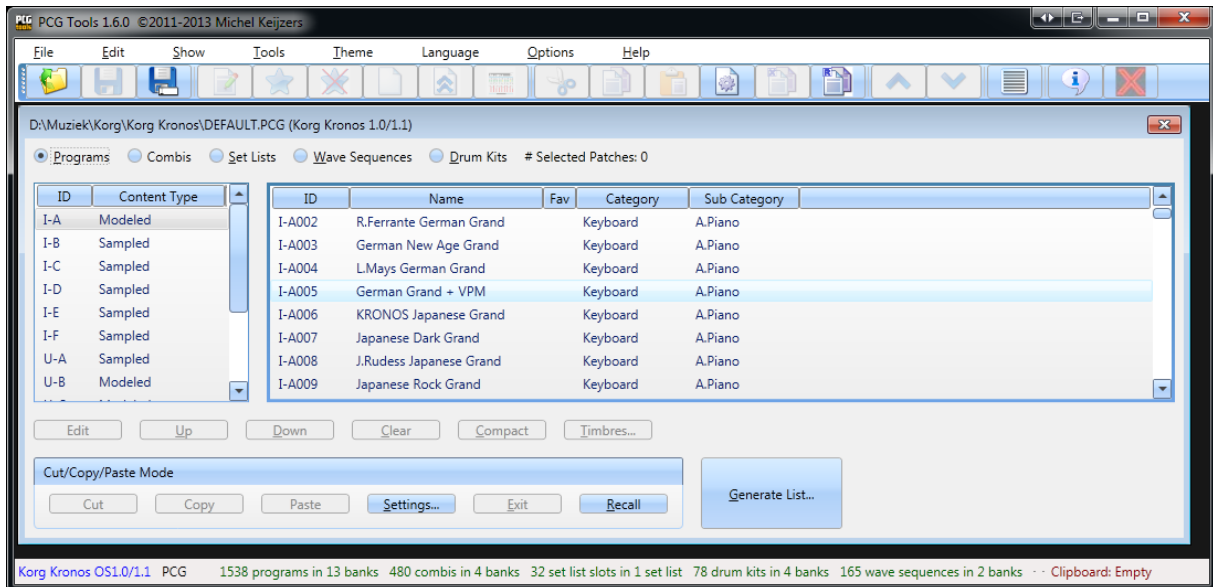 PCG Tools 1.6.0 ©2011-2013 Michel Keijzers
File Edit Show Tools Theme Language Options Help
D:\Muziek\Korg\Korg Kronos\DEFAULT.PCG (Korg Kronos 1.0/1.1)
Programs Combis Set Lists Wave Sequences Drum Kits # Selected Patches: 0
ID Content Type ID Name Fav Category Sub Category
I-A Modeled I-A002 R.Ferrante German Grand Keyboard A.Piano
I-B Sampled I-A003 German New Age Grand Keyboard A.Piano
I-C Sampled I-A004 L.Mays German Grand Keyboard A.Piano
I-D Sampled I-A005 German Grand + VPM Keyboard A.Piano
I-E Sampled I-A006 KRONOS Japanese Grand Keyboard A.Piano
I-F Sampled I-A007 Japanese Dark Grand Keyboard A.Piano
U-A Sampled I-A008 J.Rudess Japanese Grand Keyboard A.Piano
U-B Modeled I-A009 Japanese Rock Grand Keyboard A.Piano
Edit Up Down Clear Compact Timbres...
Cut/Copy/Paste Mode
Cut Copy Paste Settings... Exit Recall Generate List...
Korg Kronos OS1.0/1.1 PCG 1538 programs in 13 banks 480 combis in 4 banks 32 set list slots in 1 set list 78 drum kits in 4 banks 165 wave sequences in 2 banks - - Clipboard: Empty